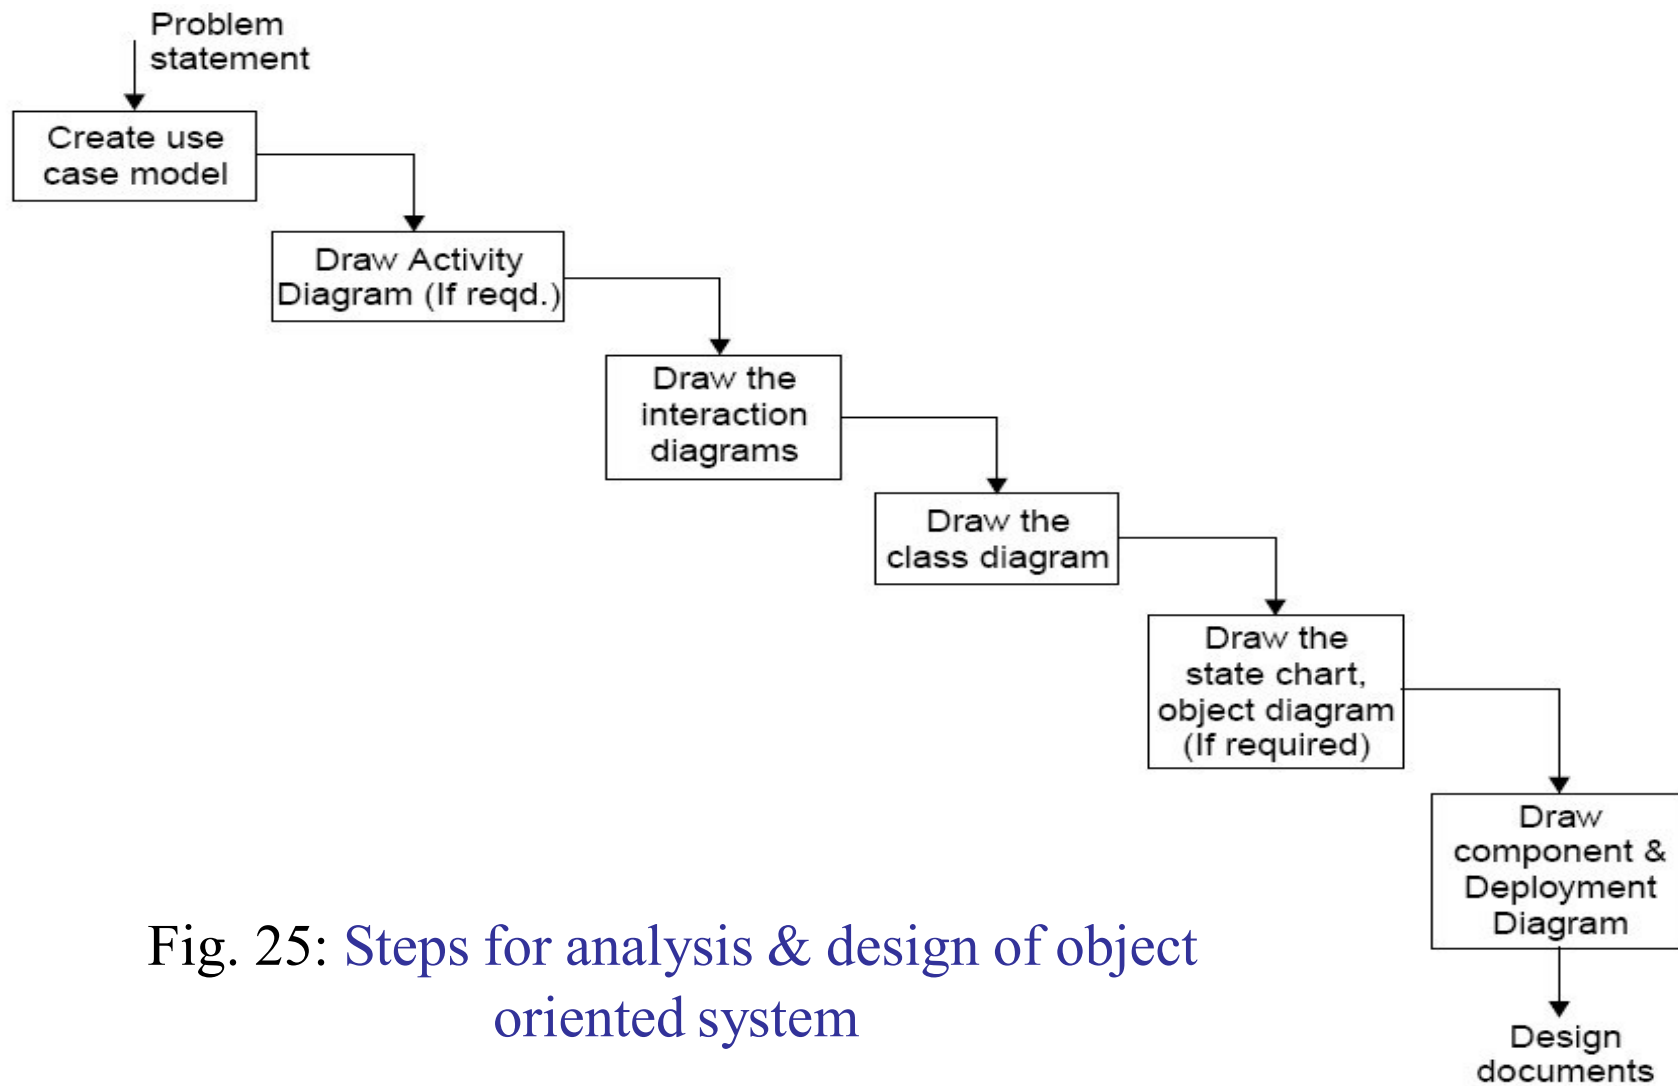 Problem
statement
Create use
case model
Draw Activity
Diagram (If reqd.)
Draw the
interaction
diagrams
Draw the
class diagram
Draw the
state chart,
object diagram
(If required)
Draw
component &
Deployment
Diagram
Design
documents
Fig. 25: Steps for analysis & design of object
oriented system